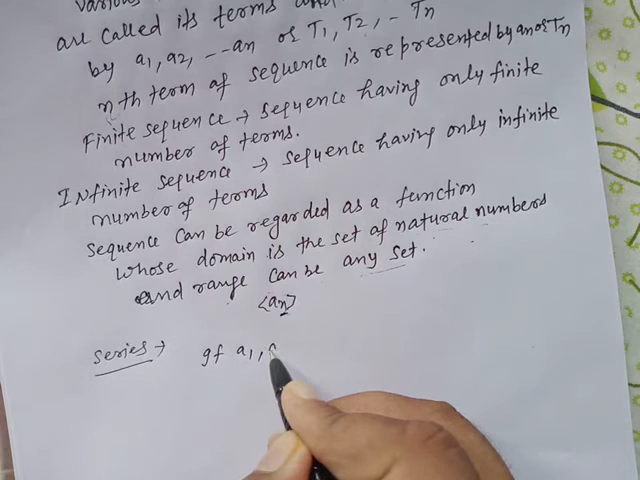 various
are called its terms and
by a1, a2, --- an or T1, T2, - Tn
nth term of sequence is represented by an or Tn
Finite sequence → sequence having only finite
number of terms.
Infinite sequence → sequence having only infinite
number of terms
sequence can be regarded as a function
whose domain is the set of natural numbers
and range can be any set.
<an>
series → If a1,